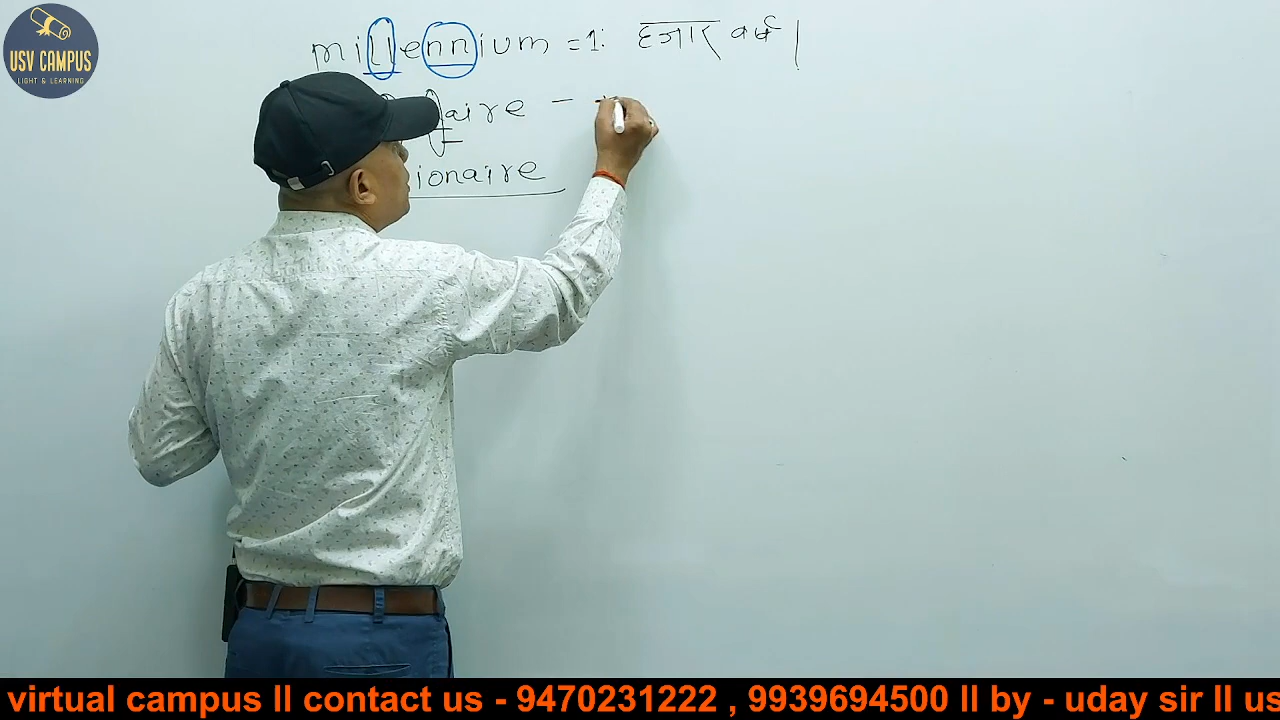 USV CAMPUS
LIGHT & LEARNING
millennium = 1: हजार वर्ष |
aire -
ionaire
virtual campus ll contact us - 9470231222 , 9939694500 ll by - uday sir ll us